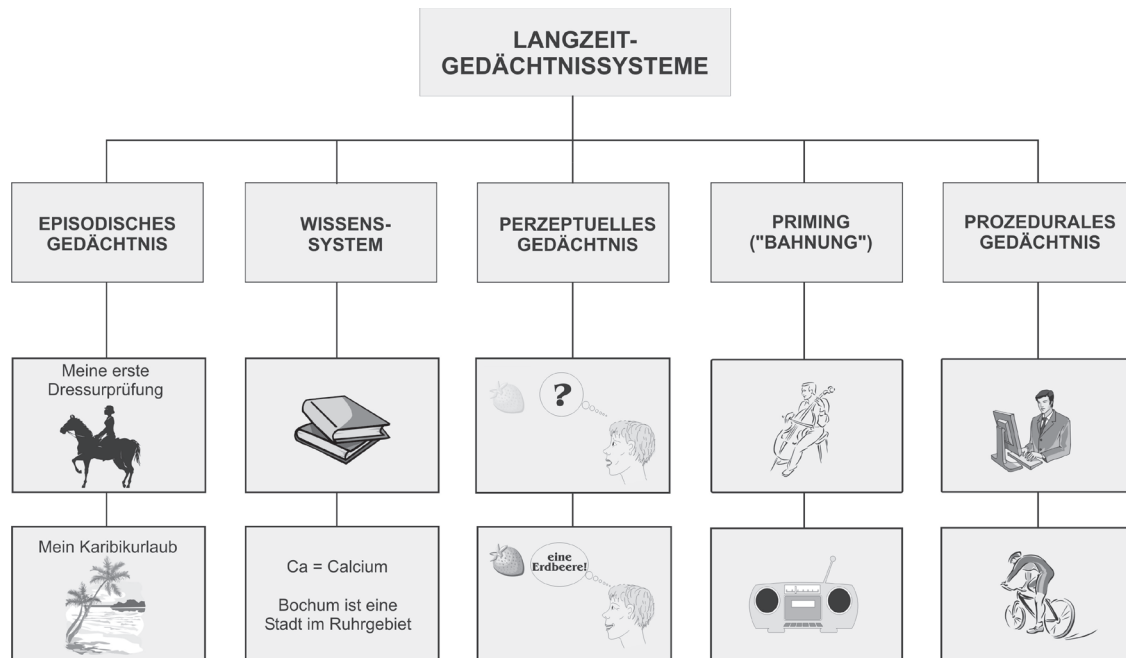 LANGZEIT-
GEDÄCHTNISSYSTEME
EPISODISCHES
GEDÄCHTNIS
WISSENS-
SYSTEM
PERZEPTUELLES
GEDÄCHTNIS
PRIMING
("BAHNUNG")
PROZEDURALES
GEDÄCHTNIS
Meine erste
Dressurprüfung
?
Mein Karibikurlaub
Ca = Calcium
Bochum ist eine
Stadt im Ruhrgebiet
eine
Erdbeere!